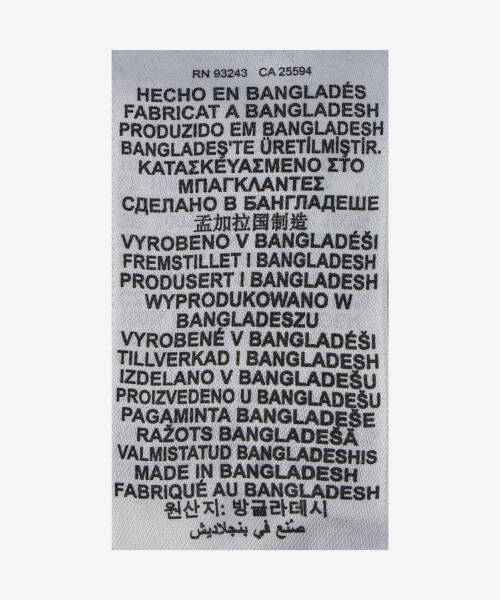 RN 93243 CA 25594
HECHO EN BANGLADÉS
FABRICAT A BANGLADESH
PRODUZIDO EM BANGLADESH
BANGLADEŞ'TE ÜRETİLMİŞTİR.
ΚΑΤΑΣΚΕΥΑΣΜΕΝΟ ΣΤΟ
ΜΠΑΓΚΛΑΝΤΕΣ
СДЕЛАНО В БАНГЛАДЕШЕ
孟加拉国制造
VYROBENO V BANGLADÉŠI
FREMSTILLET I BANGLADESH
PRODUSERT I BANGLADESH
WYPRODUKOWANO W
BANGLADESZU
VYROBENÉ V BANGLADÉŠI
TILLVERKAD I BANGLADESH
IZDELANO V BANGLADEŠU
PROIZVEDENO U BANGLADEŠU
PAGAMINTA BANGLADEŠE
RAŽOTS BANGLADEŠĀ
VALMISTATUD BANGLADESHIS
MADE IN BANGLADESH
FABRIQUÉ AU BANGLADESH
원산지: 방글라데시
صنع في بنجلاديش